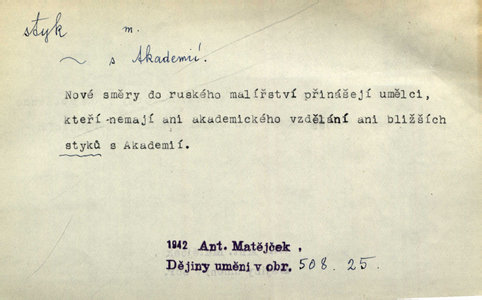 styk m.
~ s Akademií.
Nové směry do ruského malířství přinášejí umělci,
kteří nemají ani akademického vzdělání ani bližších
styků s Akademií.
1942 Ant. Matějček,
Dějiny umění v obr. 508. 25.